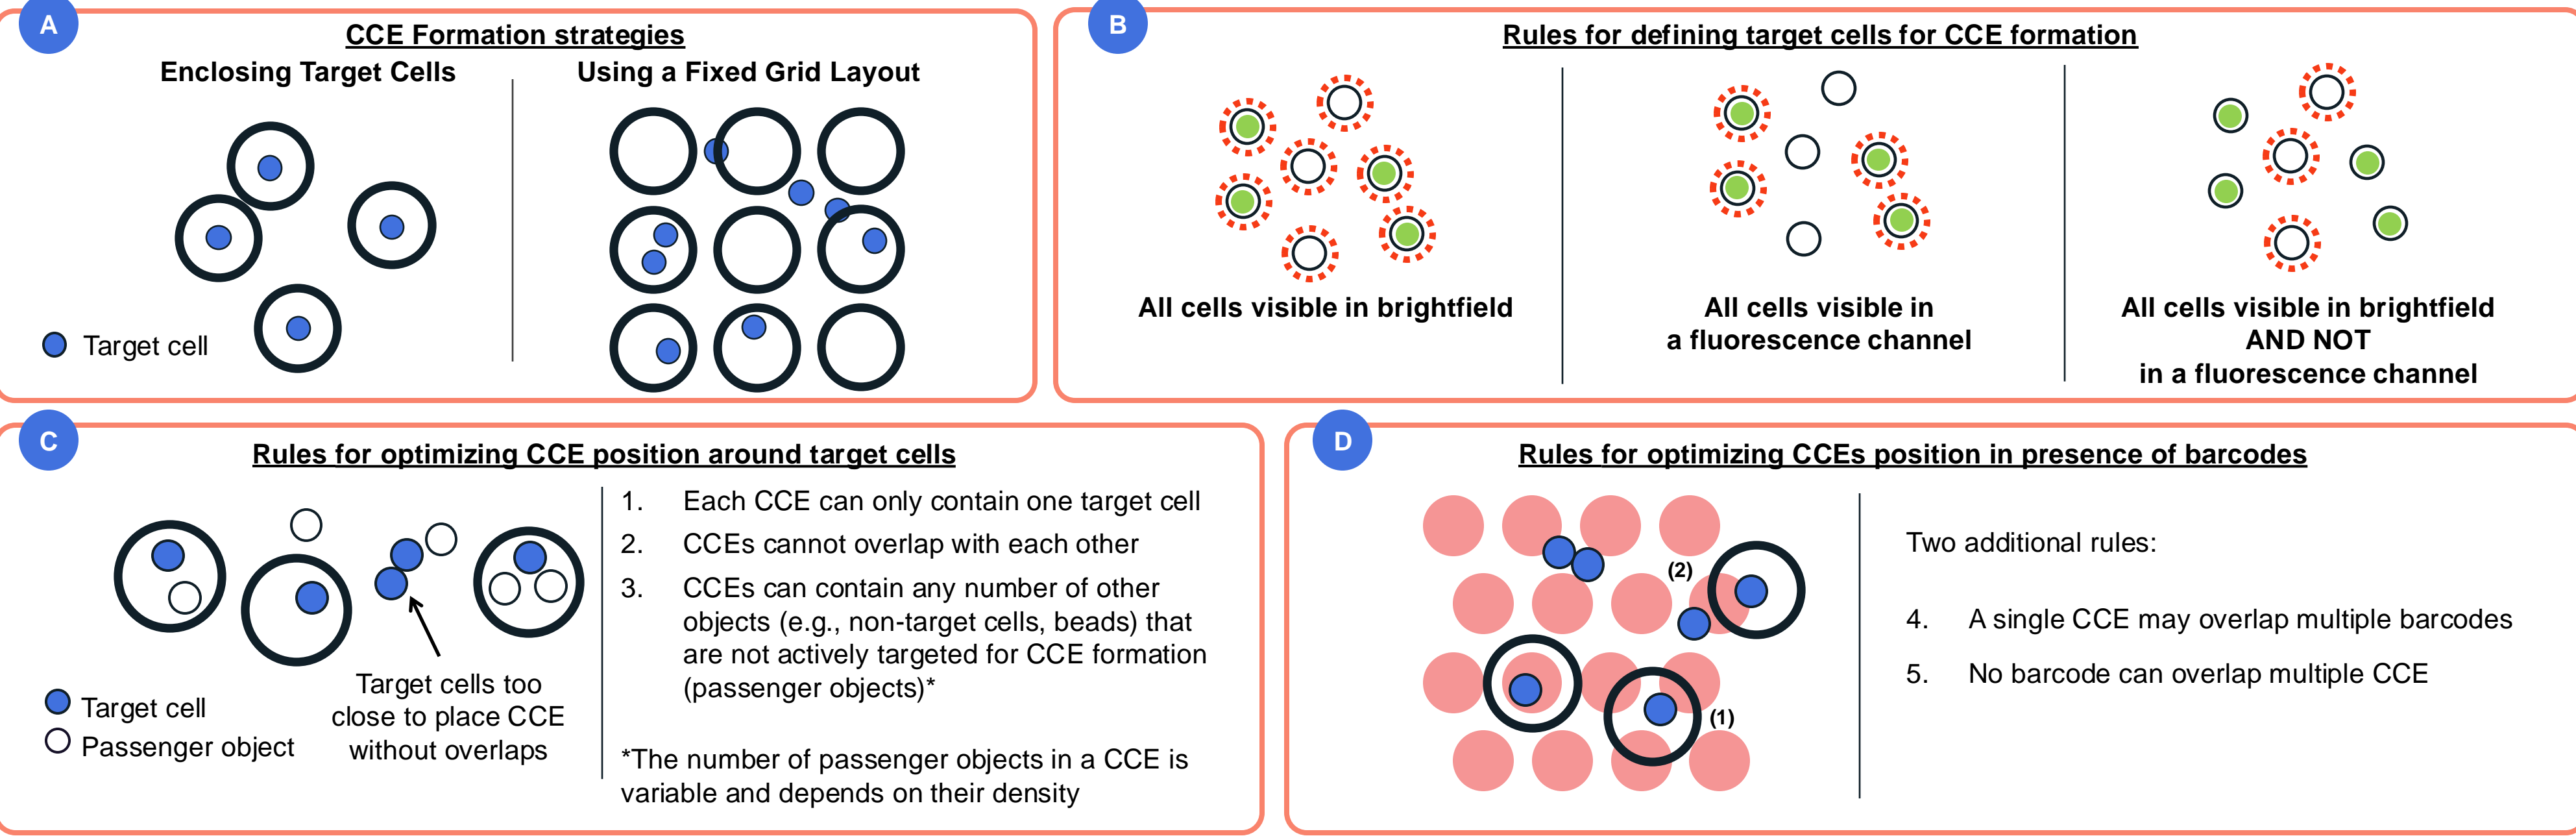 A
CCE Formation strategies
Enclosing Target Cells
Using a Fixed Grid Layout
Target cell
B
Rules for defining target cells for CCE formation
All cells visible in brightfield
All cells visible in
a fluorescence channel
All cells visible in brightfield
AND NOT
in a fluorescence channel
C
Rules for optimizing CCE position around target cells
Target cells too
close to place CCE
without overlaps
Target cell
Passenger object
1. Each CCE can only contain one target cell
2. CCEs cannot overlap with each other
3. CCEs can contain any number of other
objects (e.g., non-target cells, beads) that
are not actively targeted for CCE formation
(passenger objects)*
*The number of passenger objects in a CCE is
variable and depends on their density
D
Rules for optimizing CCEs position in presence of barcodes
(2)
(1)
Two additional rules:
4. A single CCE may overlap multiple barcodes
5. No barcode can overlap multiple CCE